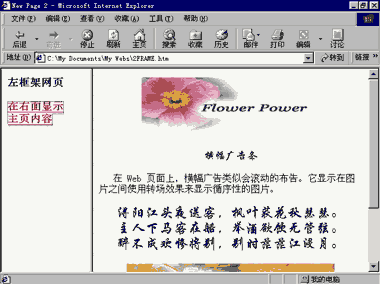 New Page 2 - Microsoft Internet Explorer
文件(F) 编辑(E) 查看(V) 收藏(A) 工具(T) 帮助(H)
后退 前进 停止 刷新 主页 搜索 收藏 历史 邮件 打印 编辑 讨论
地址(D) C:\My Documents\My Webs\2FRAME.htm 转到 链接 »
左框架网页
在右面显示
主页内容
Flower Power
横幅广告条
在 Web 页面上，横幅广告类似会滚动的布告。它显示在图
片之间使用转场效果来显示循序性的图片。
浔阳江头夜送客，枫叶荻花秋瑟瑟。
主人下马客在船，举酒欲饮无管弦。
醉不成欢惨将别，别时茫茫江浸月。
我的电脑